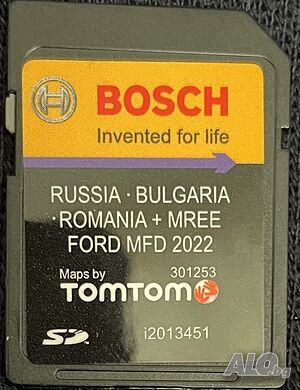 BOSCH
Invented for life
RUSSIA · BULGARIA
·ROMANIA + MREE
FORD MFD 2022
Maps by 301253
TOMTOM
SD
i2013451
ALO.bg